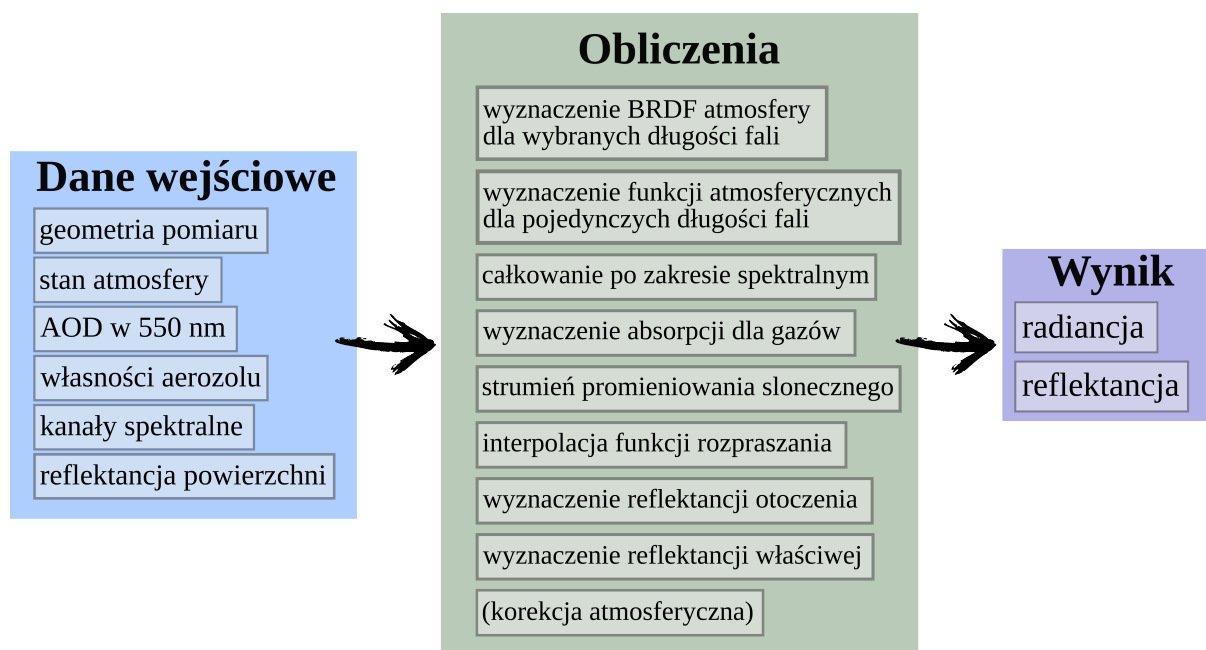 Dane wejściowe
geometria pomiaru
stan atmosfery
AOD w 550 nm
własności aerozolu
kanały spektralne
reflektancja powierzchni
Obliczenia
wyznaczenie BRDF atmosfery
dla wybranych długości fali
wyznaczenie funkcji atmosferycznych
dla pojedynczych długości fali
całkowanie po zakresie spektralnym
wyznaczenie absorpcji dla gazów
strumień promieniowania slonecznego
interpolacja funkcji rozpraszania
wyznaczenie reflektancji otoczenia
wyznaczenie reflektancji właściwej
(korekcja atmosferyczna)
Wynik
radiancja
reflektancja